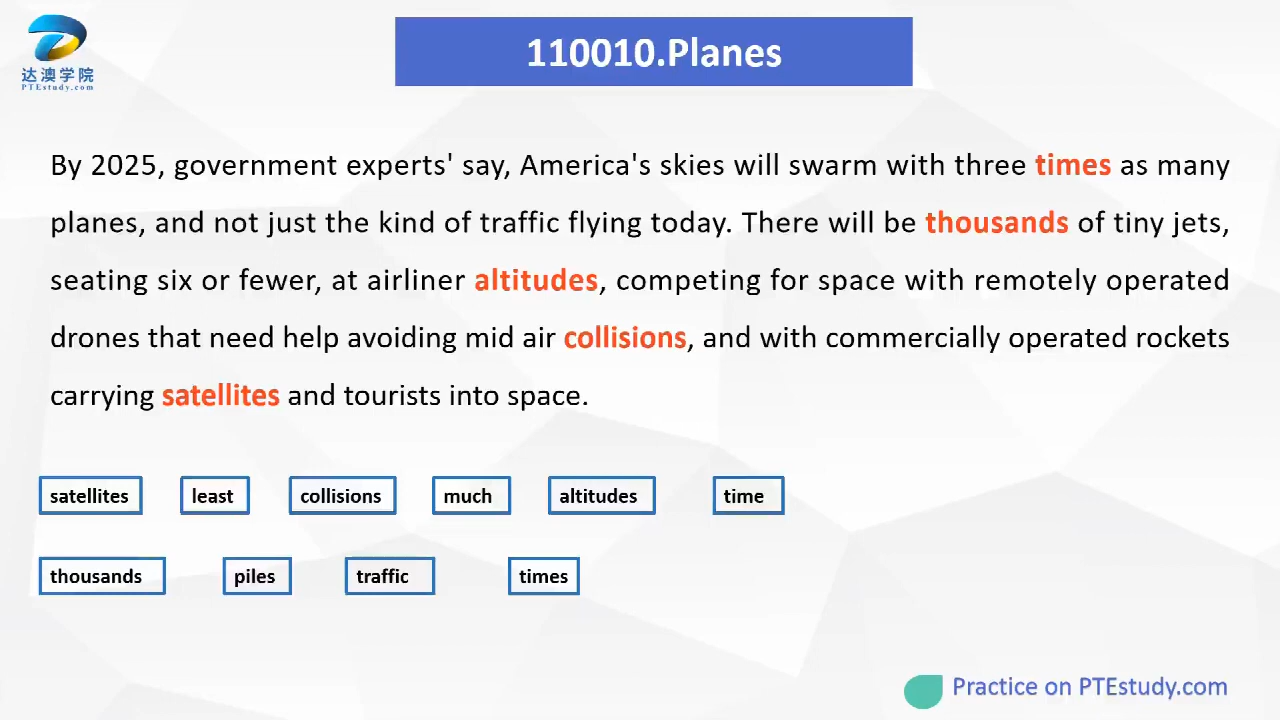 达澳学院
PTEstudy.com
110010.Planes
By 2025, government experts' say, America's skies will swarm with three times as many
planes, and not just the kind of traffic flying today. There will be thousands of tiny jets,
seating six or fewer, at airliner altitudes, competing for space with remotely operated
drones that need help avoiding mid air collisions, and with commercially operated rockets
carrying satellites and tourists into space.
satellites least collisions much altitudes time
thousands piles traffic times
Practice on PTEstudy.com